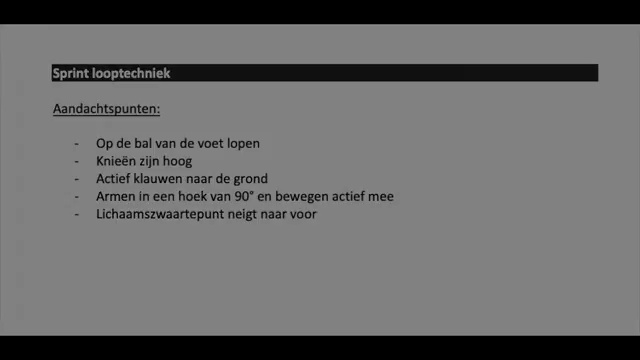 Sprint looptechniek
Aandachtspunten:
- Op de bal van de voet lopen
- Knieën zijn hoog
- Actief klauwen naar de grond
- Armen in een hoek van 90° en bewegen actief mee
- Lichaamszwaartepunt neigt naar voor